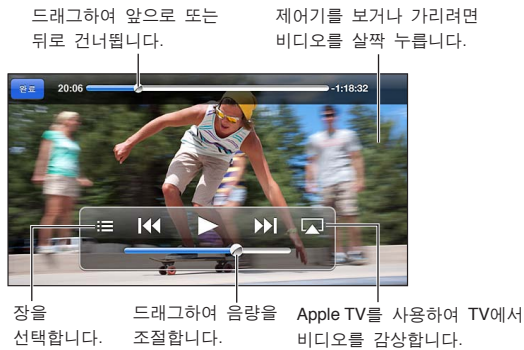 드래그하여 앞으로 또는
뒤로 건너뜁니다.
제어기를 보거나 가리려면
비디오를 살짝 누릅니다.
완료
20:06
-1:18:32
장을
선택합니다.
드래그하여 음량을
조절합니다.
Apple TV를 사용하여 TV에서
비디오를 감상합니다.